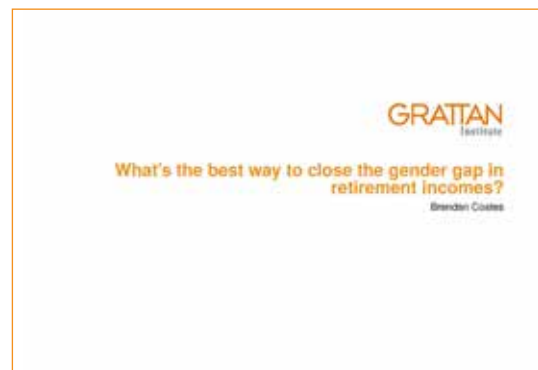 GRATTAN
Institute
What's the best way to close the gender gap in
retirement incomes?
Brendan Coates